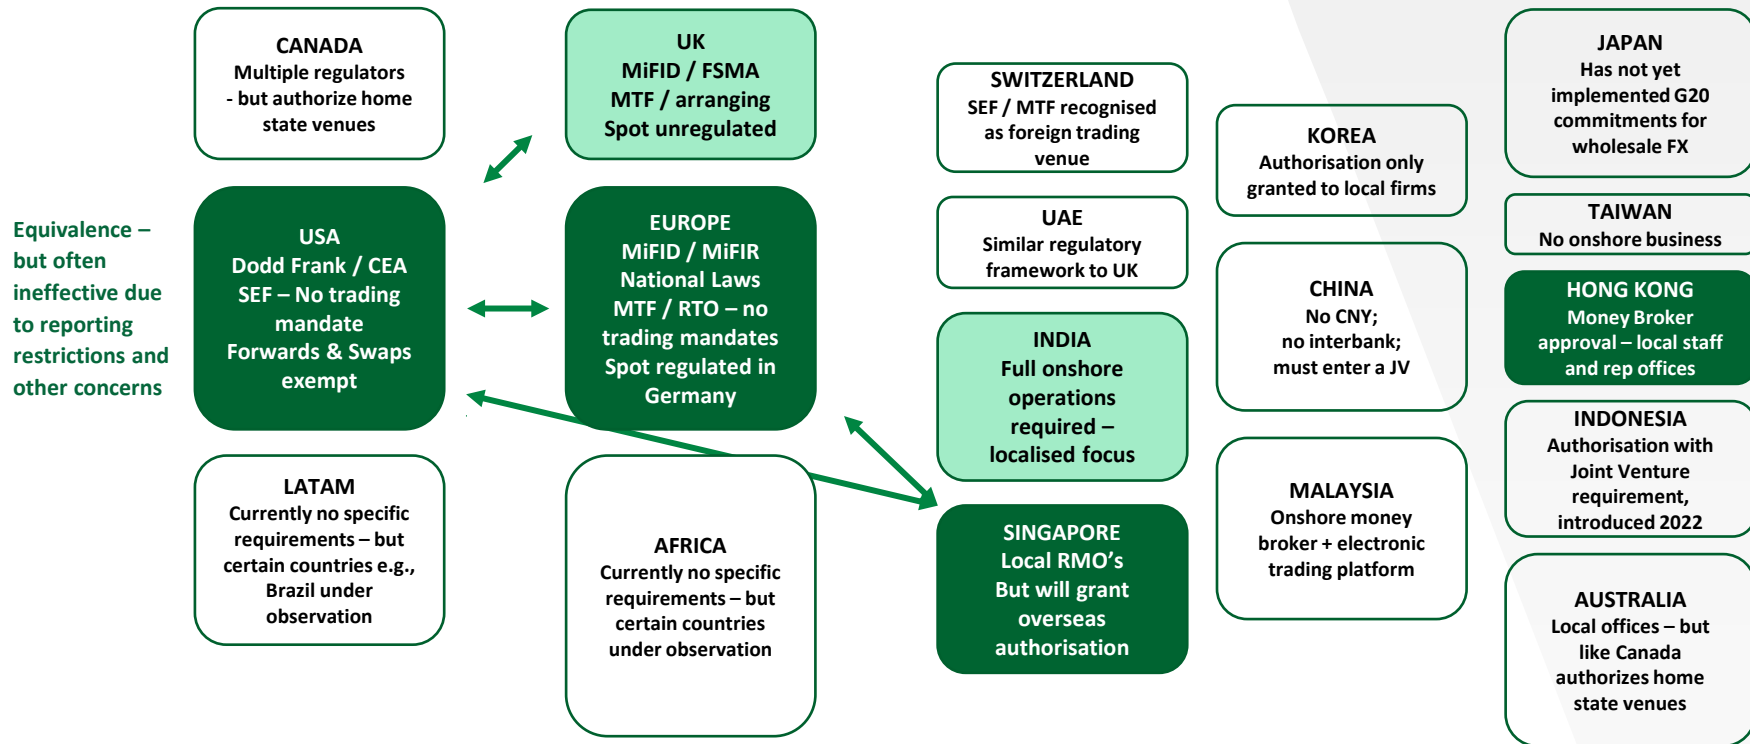 Equivalence –
but often
ineffective due
to reporting
restrictions and
other concerns
CANADA
Multiple regulators
- but authorize home
state venues
USA
Dodd Frank / CEA
SEF – No trading
mandate
Forwards & Swaps
exempt
LATAM
Currently no specific
requirements – but
certain countries e.g.,
Brazil under
observation
UK
MiFID / FSMA
MTF / arranging
Spot unregulated
EUROPE
MiFID / MiFIR
National Laws
MTF / RTO – no
trading mandates
Spot regulated in
Germany
AFRICA
Currently no specific
requirements – but
certain countries
under observation
SWITZERLAND
SEF / MTF recognised
as foreign trading
venue
UAE
Similar regulatory
framework to UK
INDIA
Full onshore
operations
required –
localised focus
SINGAPORE
Local RMO's
But will grant
overseas
authorisation
KOREA
Authorisation only
granted to local firms
CHINA
No CNY;
no interbank;
must enter a JV
MALAYSIA
Onshore money
broker + electronic
trading platform
JAPAN
Has not yet
implemented G20
commitments for
wholesale FX
TAIWAN
No onshore business
HONG KONG
Money Broker
approval – local staff
and rep offices
INDONESIA
Authorisation with
Joint Venture
requirement,
introduced 2022
AUSTRALIA
Local offices – but
like Canada
authorizes home
state venues